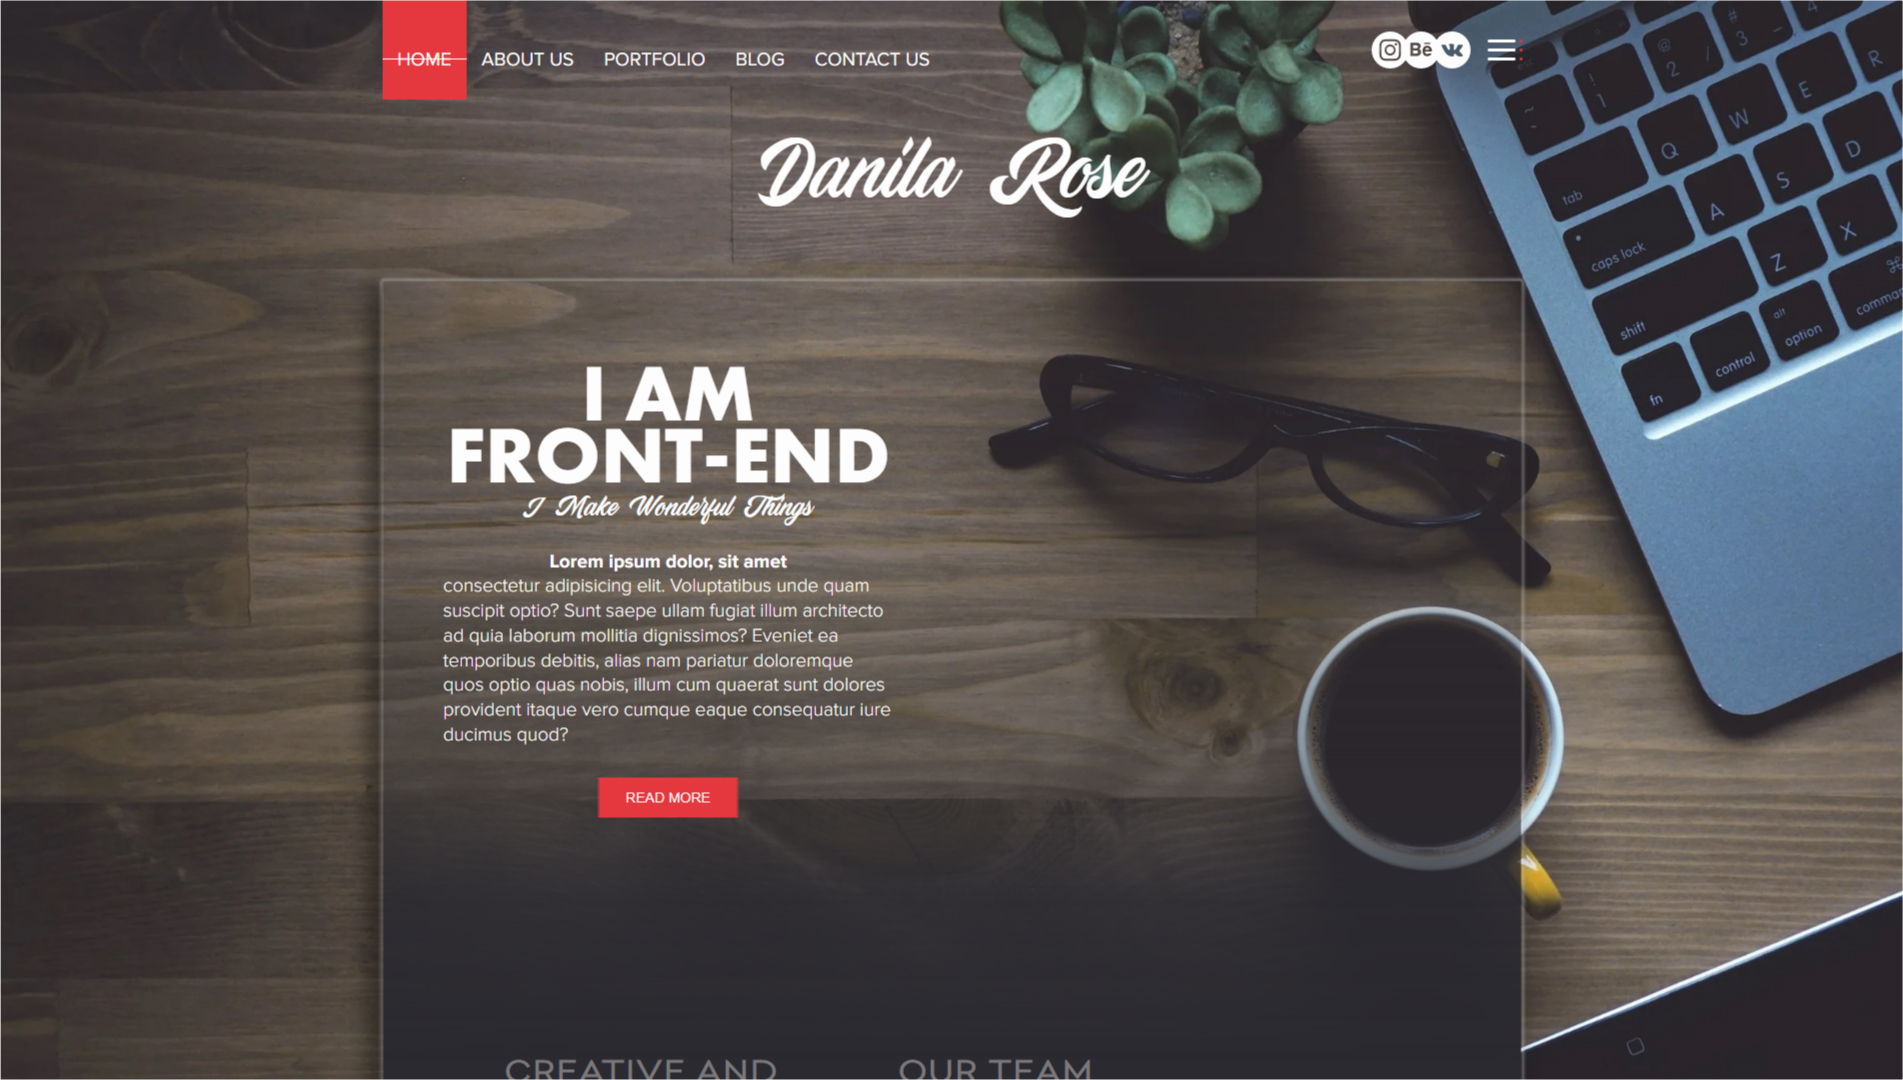 HOME ABOUT US PORTFOLIO BLOG CONTACT US
Bē
Danila Rose
I AM
FRONT-END
I Make Wonderful Things
Lorem ipsum dolor, sit amet
consectetur adipisicing elit. Voluptatibus unde quam
suscipit optio? Sunt saepe ullam fugiat illum architecto
ad quia laborum mollitia dignissimos? Eveniet ea
temporibus debitis, alias nam pariatur doloremque
quos optio quas nobis, illum cum quaerat sunt dolores
provident itaque vero cumque eaque consequatur iure
ducimus quod?
READ MORE
CREATIVE AND
OUR TEAM
# 3 4
@ 2
! 1
Q W E R
tab
A S D
caps lock
Z X
shift
fn control alt option